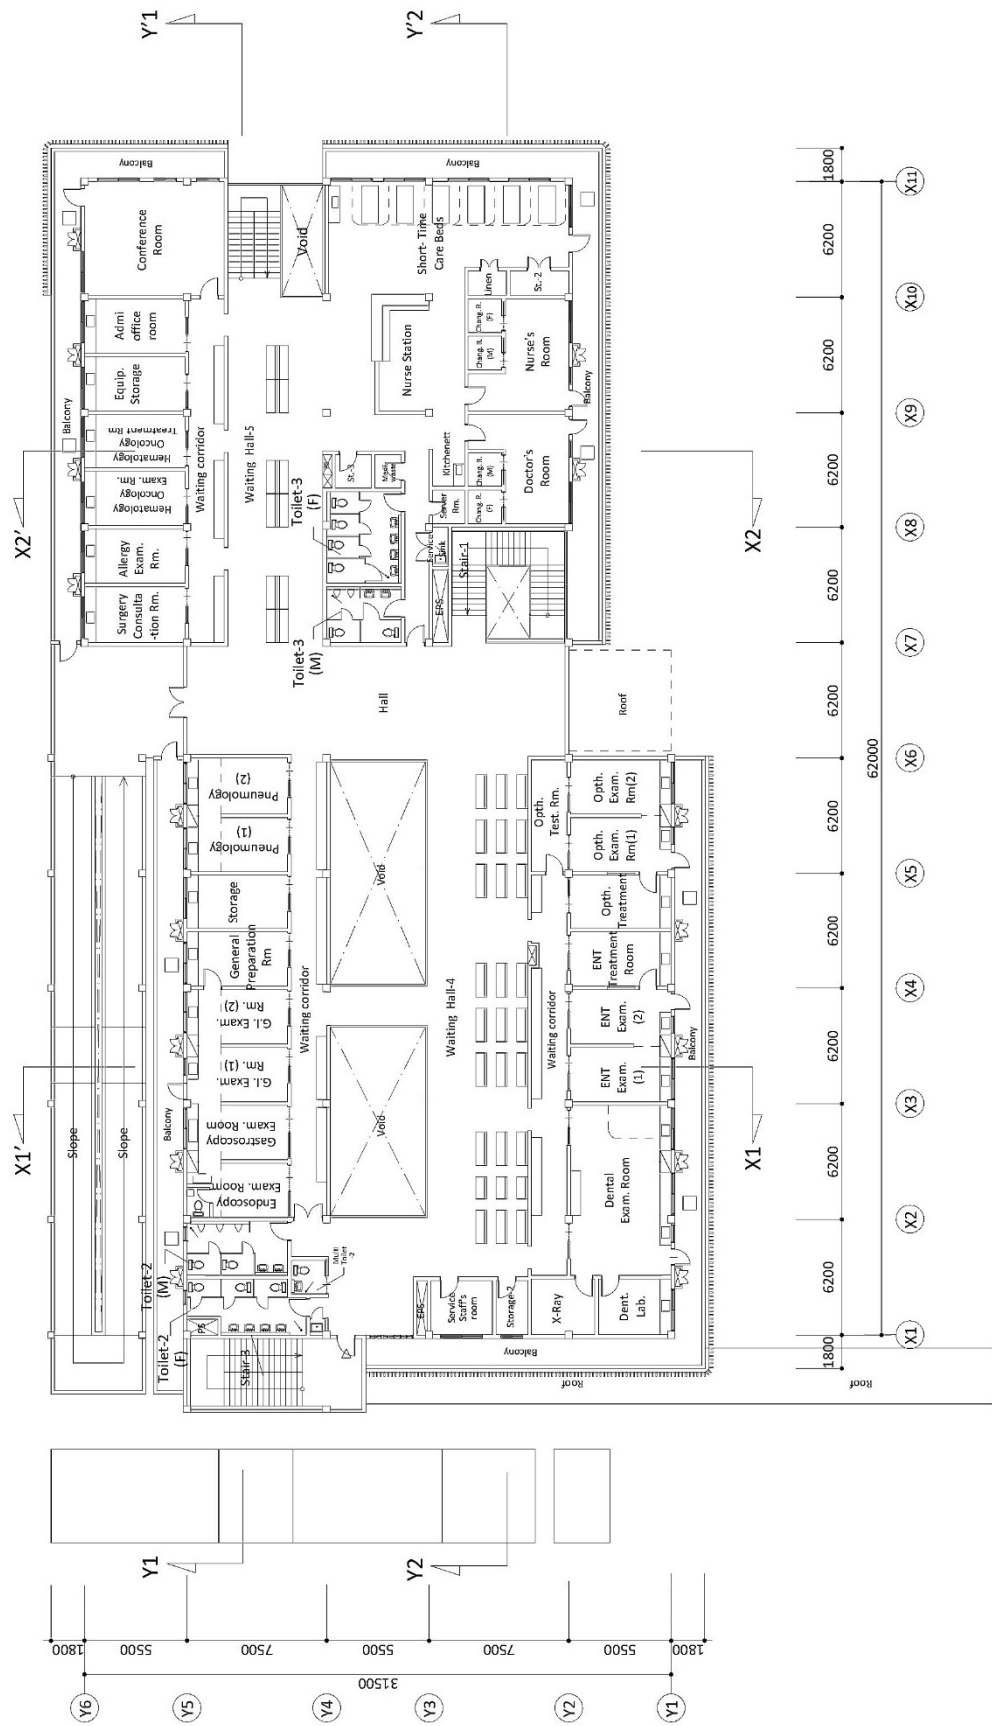 Y'1
Y'2
Balcony
Balcony
Conference
Room
Void
Short- Time
Care Beds
Linen
St.-2
Admi
office
room
Equip.
Storage
Balcony
Hematology
Oncology
Treatment Rm
Hematology
Oncology
Exam. Rm.
Allergy
Exam.
Rm.
Surgery
Consulta
-tion Rm.
Waiting corridor
Waiting Hall-5
Nurse Station
Chang. R.
(F)
Chang. R.
(M)
Nurse's
Room
Balcony
Kitchenett
Chang. R.
(M)
Doctor's
Room
Server
Rm.
Chang. R.
(F)
St.-3
Toilet-3
(F)
Toilet-3
(M)
Service
Sink
EPS
Stair-1
X2'
X2
Hall
Roof
Pneumology
(2)
Pneumology
(1)
Storage
General
Preparation
Rm
G.I. Exam.
Rm. (2)
G.I. Exam.
Rm. (1)
Gastroscopy
Exam. Room
Endoscopy
Exam. Room
Waiting corridor
Void
Void
Waiting Hall-4
Waiting corridor
Opth.
Test. Rm.
Opth.
Exam.
Rm(2)
Opth.
Exam.
Rm(1)
Opth.
Treatment
ENT
Treatment
Room
ENT
Exam.
(2)
ENT
Exam.
(1)
Balcony
Dental
Exam. Room
X1'
X1
Slope
Slope
Balcony
Toilet-2
(M)
Toilet-2
(F)
Multi
Toilet
-2
PS
Stair 3
EPS
Service
Staff's
room
Storage-2
X-Ray
Dent.
Lab.
Balcony
Roof
Roof
Y1
Y2
1800
6200
6200
6200
6200
6200
6200
6200
6200
6200
6200
1800
62000
X11
X10
X9
X8
X7
X6
X5
X4
X3
X2
X1
1800
5500
7500
5500
7500
5500
1800
31500
Y6
Y5
Y4
Y3
Y2
Y1